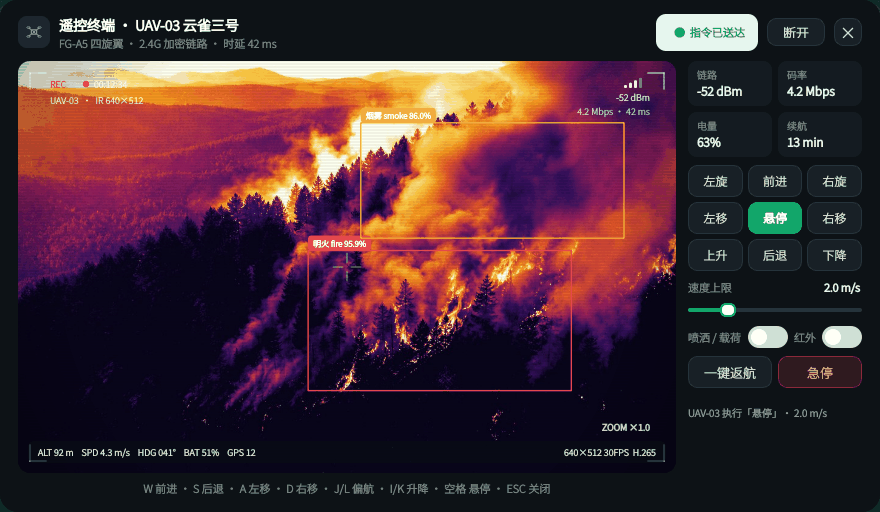 遥控终端 • UAV-03 云雀三号
FG-A5 四旋翼 • 2.4G 加密链路 • 时延 42 ms
指令已送达
断开
REC 00:12:34
UAV-03 • IR 640×512
-52 dBm
4.2 Mbps • 42 ms
烟雾 smoke 86.0%
明火 fire 95.9%
ZOOM ×1.0
ALT 92 m SPD 4.3 m/s HDG 041° BAT 51% GPS 12
640×512 30FPS H.265
W 前进 • S 后退 • A 左移 • D 右移 • J/L 偏航 • I/K 升降 • 空格 悬停 • ESC 关闭
链路
-52 dBm
码率
4.2 Mbps
电量
63%
续航
13 min
左旋 前进 右旋
左移 悬停 右移
上升 后退 下降
速度上限 2.0 m/s
喷洒 / 载荷 红外
一键返航 急停
UAV-03 执行「悬停」 • 2.0 m/s